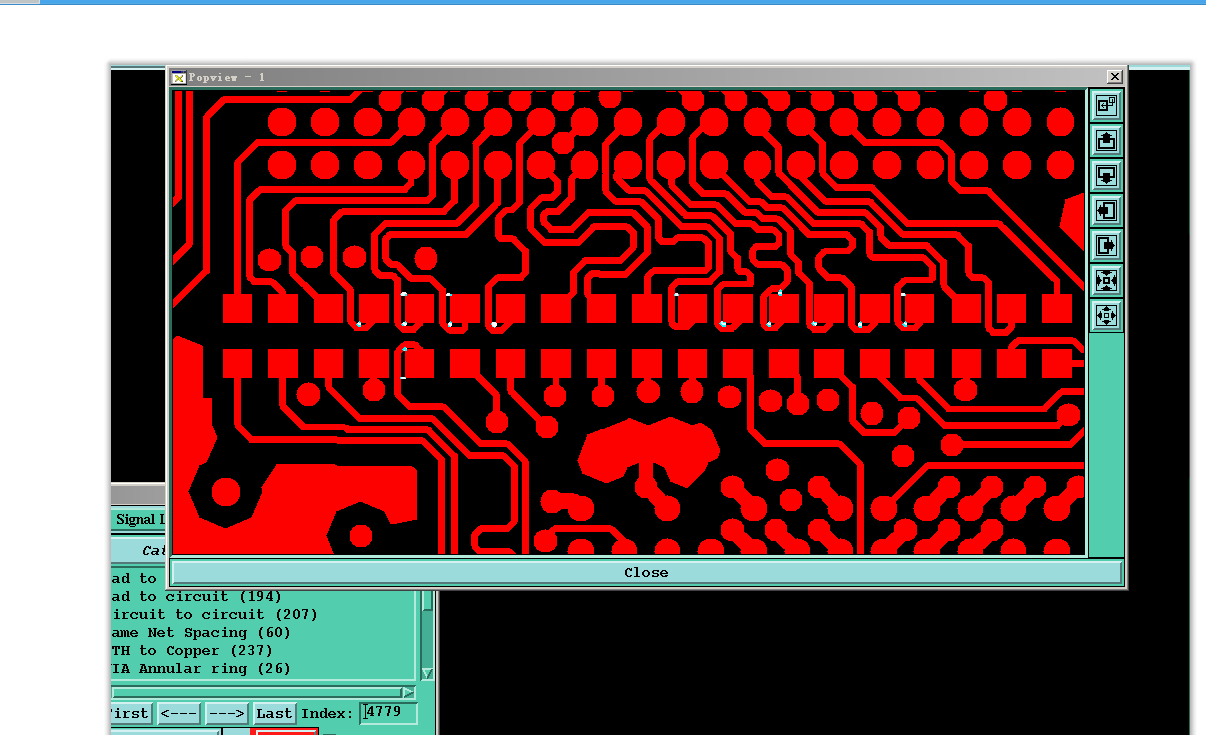 Popview - 1
Close
Signal
ad to
ad to circuit (194)
ircuit to circuit (207)
ame Net Spacing (60)
TH to Copper (237)
IA Annular ring (26)
irst <--- ---> Last Index: 4779